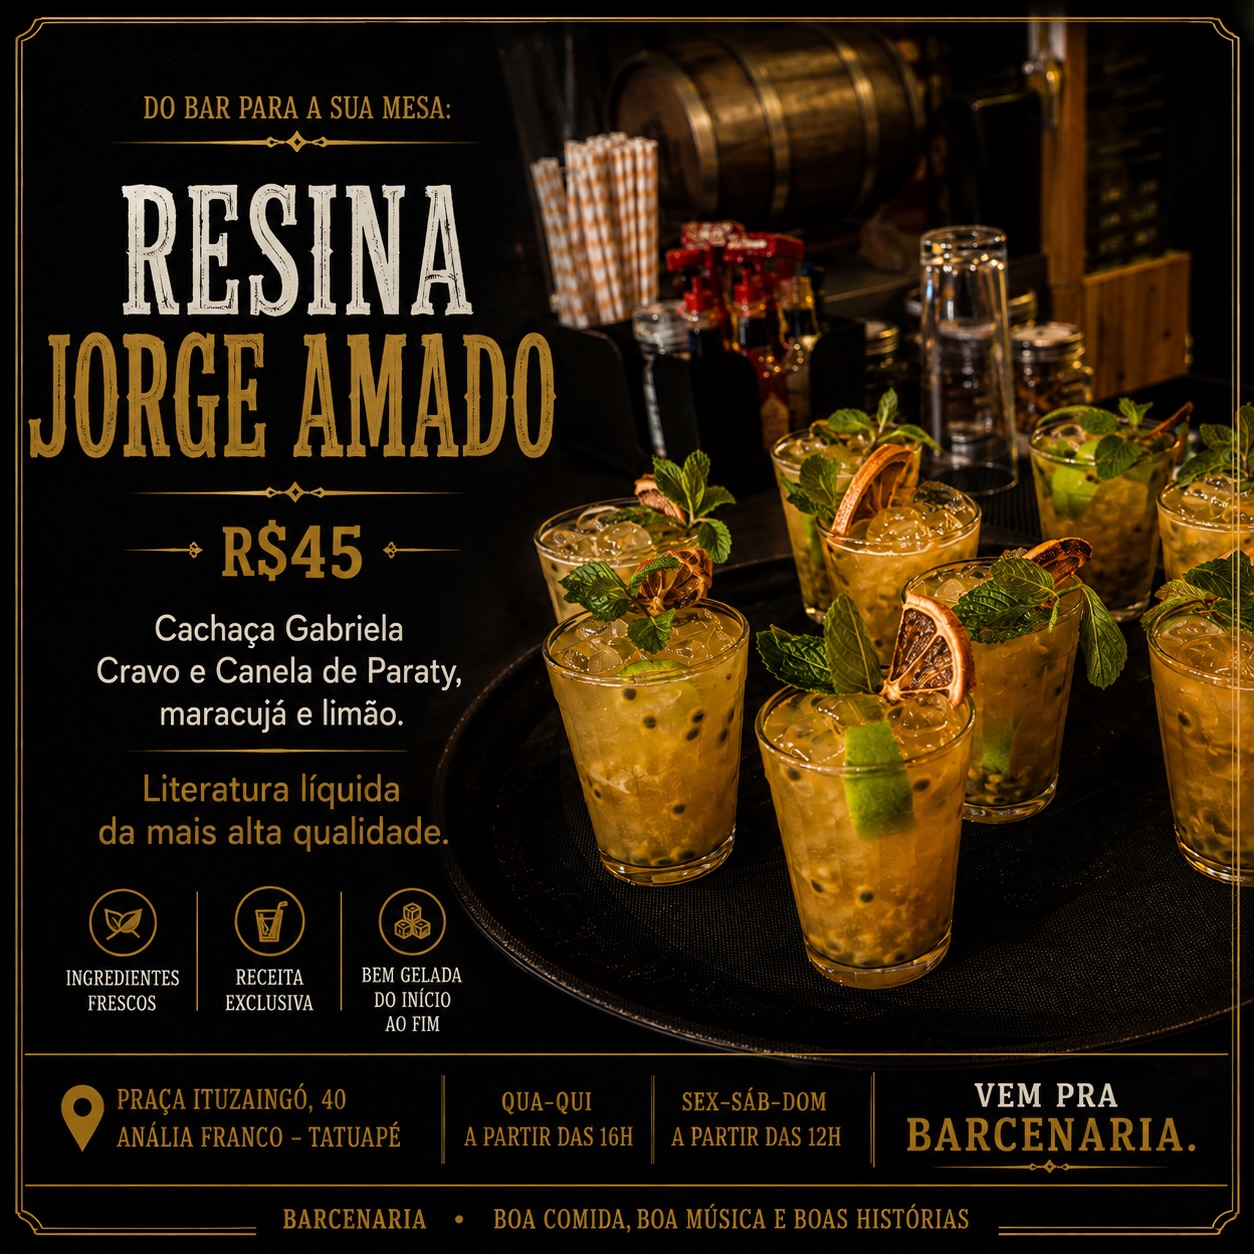 DO BAR PARA A SUA MESA:
RESINA
JORGE AMADO
R$45
Cachaça Gabriela
Cravo e Canela de Paraty,
maracujá e limão.
Literatura líquida
da mais alta qualidade.
INGREDIENTES
FRESCOS
RECEITA
EXCLUSIVA
BEM GELADA
DO INÍCIO
AO FIM
PRAÇA ITUZAINGÓ, 40
ANÁLIA FRANCO – TATUAPÉ
QUA–QUI
A PARTIR DAS 16H
SEX–SÁB–DOM
A PARTIR DAS 12H
VEM PRA
BARCENARIA.
BARCENARIA • BOA COMIDA, BOA MÚSICA E BOAS HISTÓRIAS